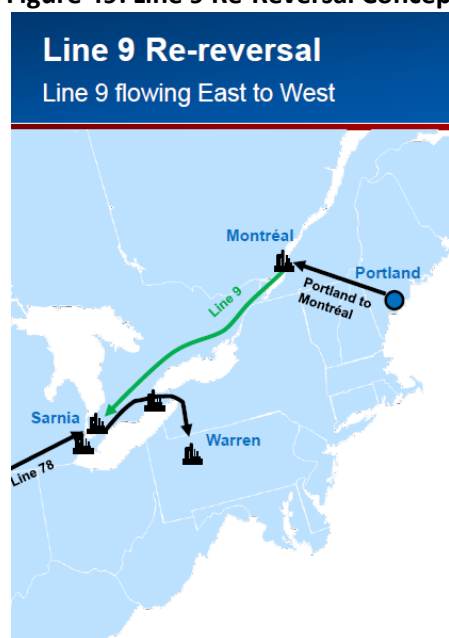 Figure 49: Line 9 Re-Reversal Concep
Line 9 Re-reversal
Line 9 flowing East to West
Montréal
Portland
Portland to
Montréal
Line 9
Sarnia
Warren
Line 78